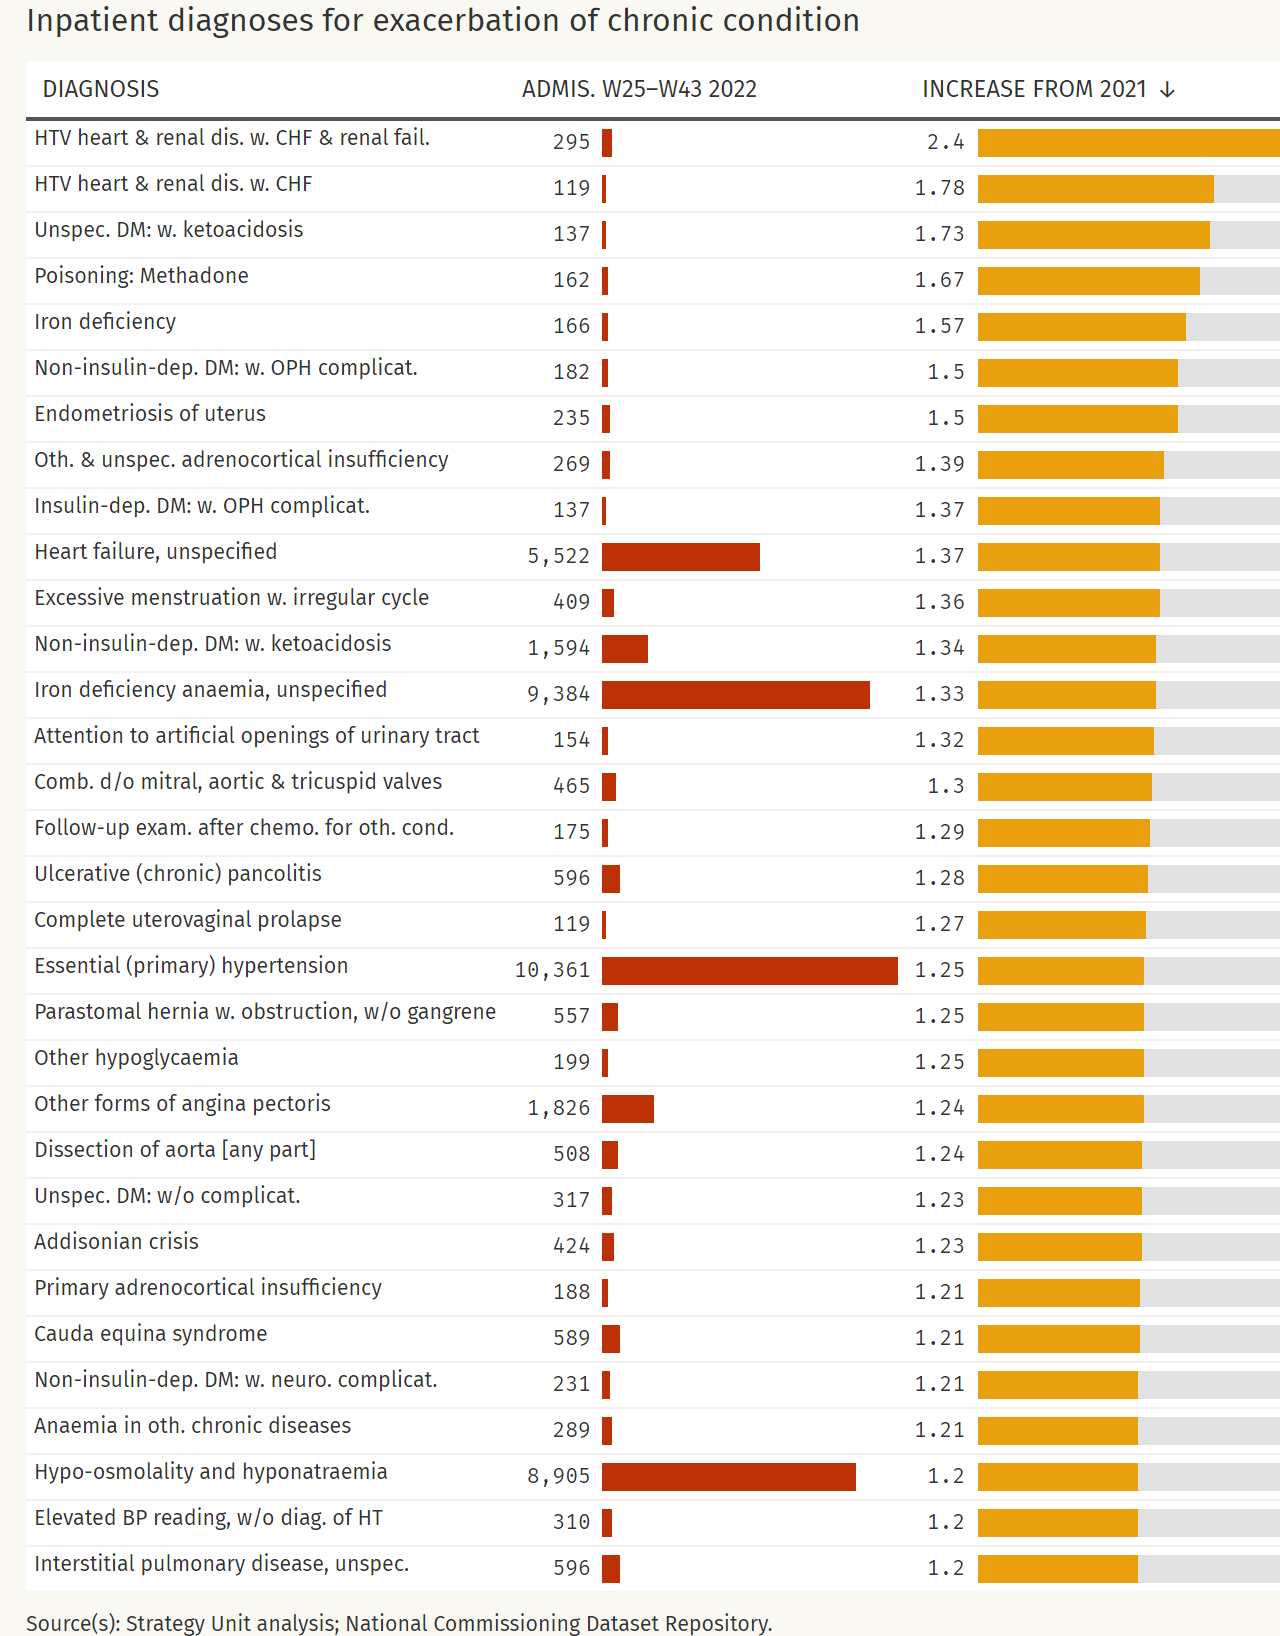 Inpatient diagnoses for exacerbation of chronic condition
DIAGNOSIS ADMIS. W25–W43 2022 INCREASE FROM 2021 ↓
HTV heart & renal dis. w. CHF & renal fail. 295 2.4
HTV heart & renal dis. w. CHF 119 1.78
Unspec. DM: w. ketoacidosis 137 1.73
Poisoning: Methadone 162 1.67
Iron deficiency 166 1.57
Non-insulin-dep. DM: w. OPH complicat. 182 1.5
Endometriosis of uterus 235 1.5
Oth. & unspec. adrenocortical insufficiency 269 1.39
Insulin-dep. DM: w. OPH complicat. 137 1.37
Heart failure, unspecified 5,522 1.37
Excessive menstruation w. irregular cycle 409 1.36
Non-insulin-dep. DM: w. ketoacidosis 1,594 1.34
Iron deficiency anaemia, unspecified 9,384 1.33
Attention to artificial openings of urinary tract 154 1.32
Comb. d/o mitral, aortic & tricuspid valves 465 1.3
Follow-up exam. after chemo. for oth. cond. 175 1.29
Ulcerative (chronic) pancolitis 596 1.28
Complete uterovaginal prolapse 119 1.27
Essential (primary) hypertension 10,361 1.25
Parastomal hernia w. obstruction, w/o gangrene 557 1.25
Other hypoglycaemia 199 1.25
Other forms of angina pectoris 1,826 1.24
Dissection of aorta [any part] 508 1.24
Unspec. DM: w/o complicat. 317 1.23
Addisonian crisis 424 1.23
Primary adrenocortical insufficiency 188 1.21
Cauda equina syndrome 589 1.21
Non-insulin-dep. DM: w. neuro. complicat. 231 1.21
Anaemia in oth. chronic diseases 289 1.21
Hypo-osmolality and hyponatraemia 8,905 1.2
Elevated BP reading, w/o diag. of HT 310 1.2
Interstitial pulmonary disease, unspec. 596 1.2
Source(s): Strategy Unit analysis; National Commissioning Dataset Repository.